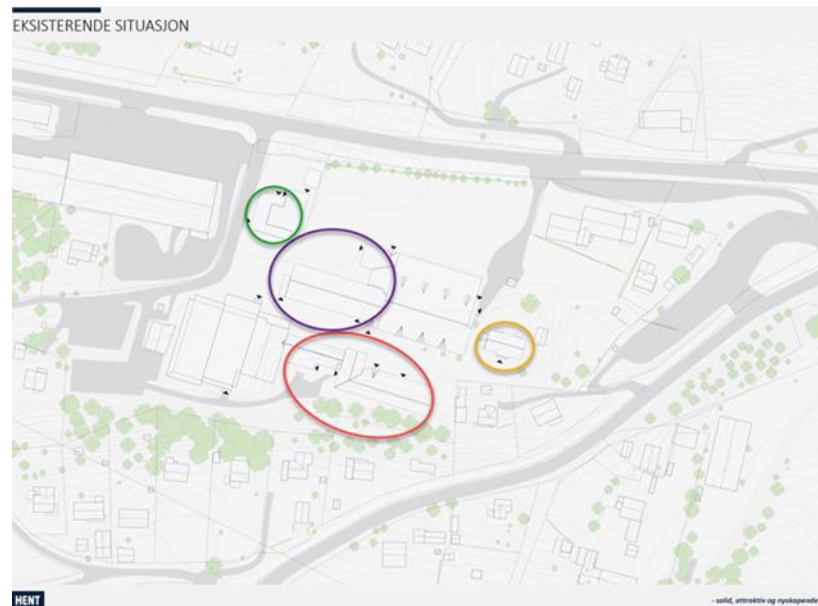 EKSISTERENDE SITUASJON
HENT
- solid, attraktiv og nyskapende